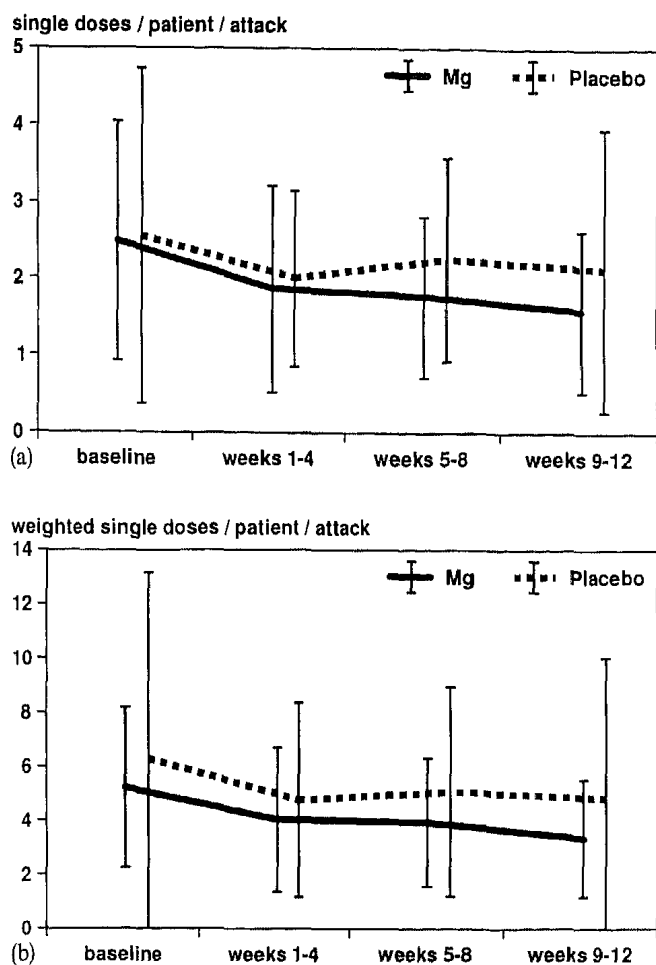 single doses / patient / attack
5
Mg Placebo
4
3
2
1
0
(a) baseline weeks 1-4 weeks 5-8 weeks 9-12
weighted single doses / patient / attack
14
Mg Placebo
12
10
8
6
4
2
0
(b) baseline weeks 1-4 weeks 5-8 weeks 9-12